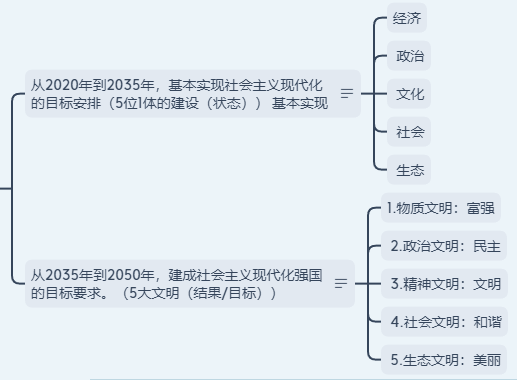 从2020年到2035年，基本实现社会主义现代化
的目标安排（5位1体的建设（状态）） 基本实现
经济
政治
文化
社会
生态
从2035年到2050年，建成社会主义现代化强国
的目标要求。（5大文明（结果/目标））
1.物质文明：富强
2.政治文明：民主
3.精神文明：文明
4.社会文明：和谐
5.生态文明：美丽